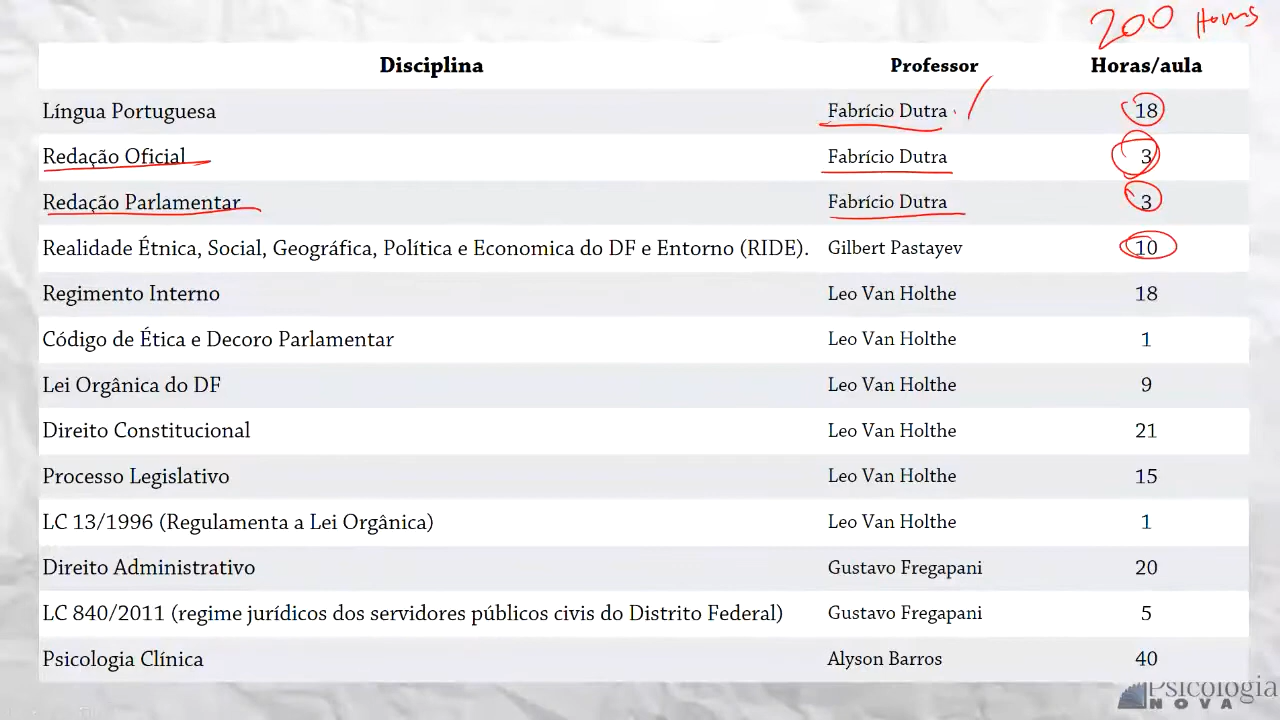 200 Horas
Disciplina Professor Horas/aula
Língua Portuguesa Fabrício Dutra 18
Redação Oficial Fabrício Dutra 3
Redação Parlamentar Fabrício Dutra 3
Realidade Étnica, Social, Geográfica, Política e Economica do DF e Entorno (RIDE). Gilbert Pastayev 10
Regimento Interno Leo Van Holthe 18
Código de Ética e Decoro Parlamentar Leo Van Holthe 1
Lei Orgânica do DF Leo Van Holthe 9
Direito Constitucional Leo Van Holthe 21
Processo Legislativo Leo Van Holthe 15
LC 13/1996 (Regulamenta a Lei Orgânica) Leo Van Holthe 1
Direito Administrativo Gustavo Fregapani 20
LC 840/2011 (regime jurídicos dos servidores públicos civis do Distrito Federal) Gustavo Fregapani 5
Psicologia Clínica Alyson Barros 40
Psicologia
NOVA